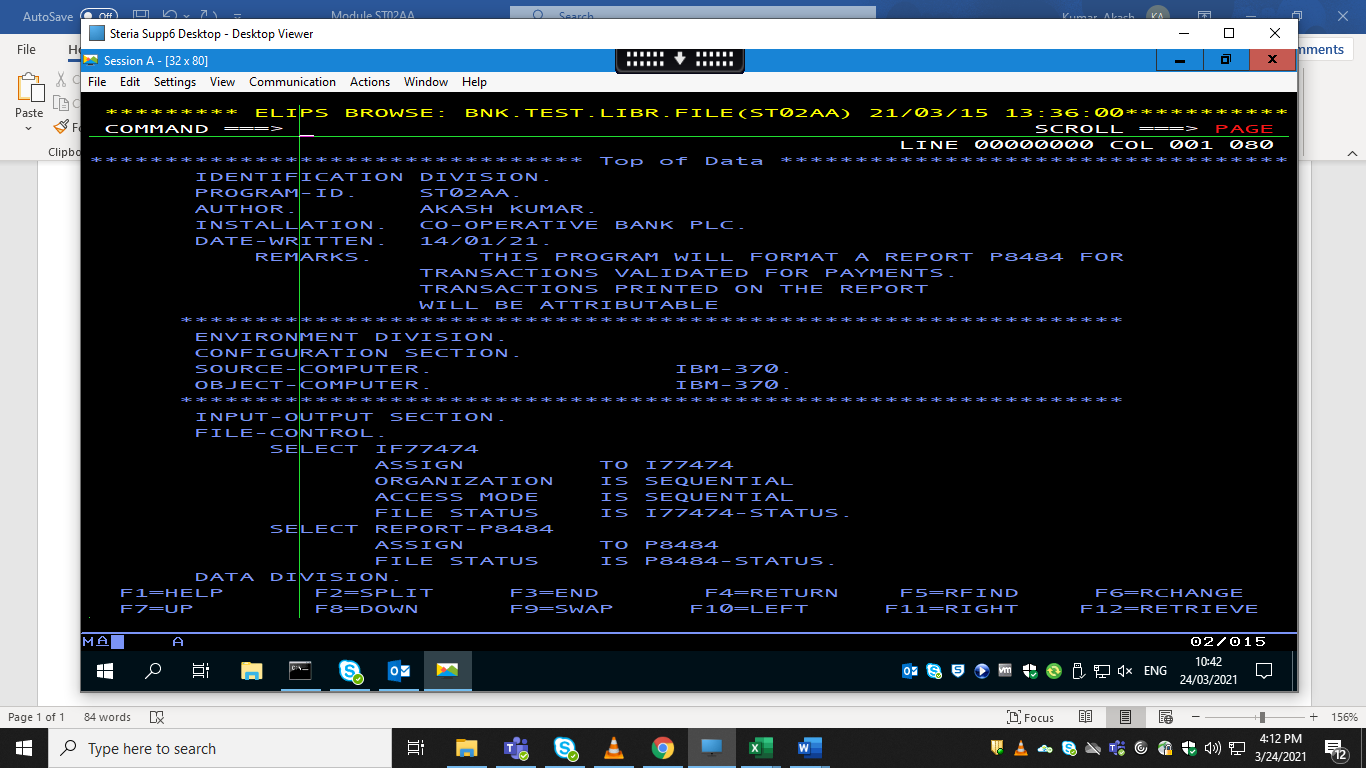 AutoSave Off Module ST02AA Search Kumar, Akash KA
Steria Supp6 Desktop - Desktop Viewer
File He mments
Session A - [32 x 80]
File Edit Settings View Communication Actions Window Help
Paste
Clipbo
********* ELIPS BROWSE: BNK.TEST.LIBR.FILE(ST02AA) 21/03/15 13:36:00***********
COMMAND ===> SCROLL ===> PAGE
LINE 00000000 COL 001 080
********************************* Top of Data **********************************
IDENTIFICATION DIVISION.
PROGRAM-ID. ST02AA.
AUTHOR. AKASH KUMAR.
INSTALLATION. CO-OPERATIVE BANK PLC.
DATE-WRITTEN. 14/01/21.
REMARKS. THIS PROGRAM WILL FORMAT A REPORT P8484 FOR
TRANSACTIONS VALIDATED FOR PAYMENTS.
TRANSACTIONS PRINTED ON THE REPORT
WILL BE ATTRIBUTABLE
***************************************************************
ENVIRONMENT DIVISION.
CONFIGURATION SECTION.
SOURCE-COMPUTER. IBM-370.
OBJECT-COMPUTER. IBM-370.
***************************************************************
INPUT-OUTPUT SECTION.
FILE-CONTROL.
SELECT IF77474
ASSIGN TO I77474
ORGANIZATION IS SEQUENTIAL
ACCESS MODE IS SEQUENTIAL
FILE STATUS IS I77474-STATUS.
SELECT REPORT-P8484
ASSIGN TO P8484
FILE STATUS IS P8484-STATUS.
DATA DIVISION.
F1=HELP F2=SPLIT F3=END F4=RETURN F5=RFIND F6=RCHANGE
F7=UP F8=DOWN F9=SWAP F10=LEFT F11=RIGHT F12=RETRIEVE
MA A 02/015
ENG 10:42
24/03/2021
Page 1 of 1 84 words Focus 156%
Type here to search 4:12 PM
3/24/2021 12